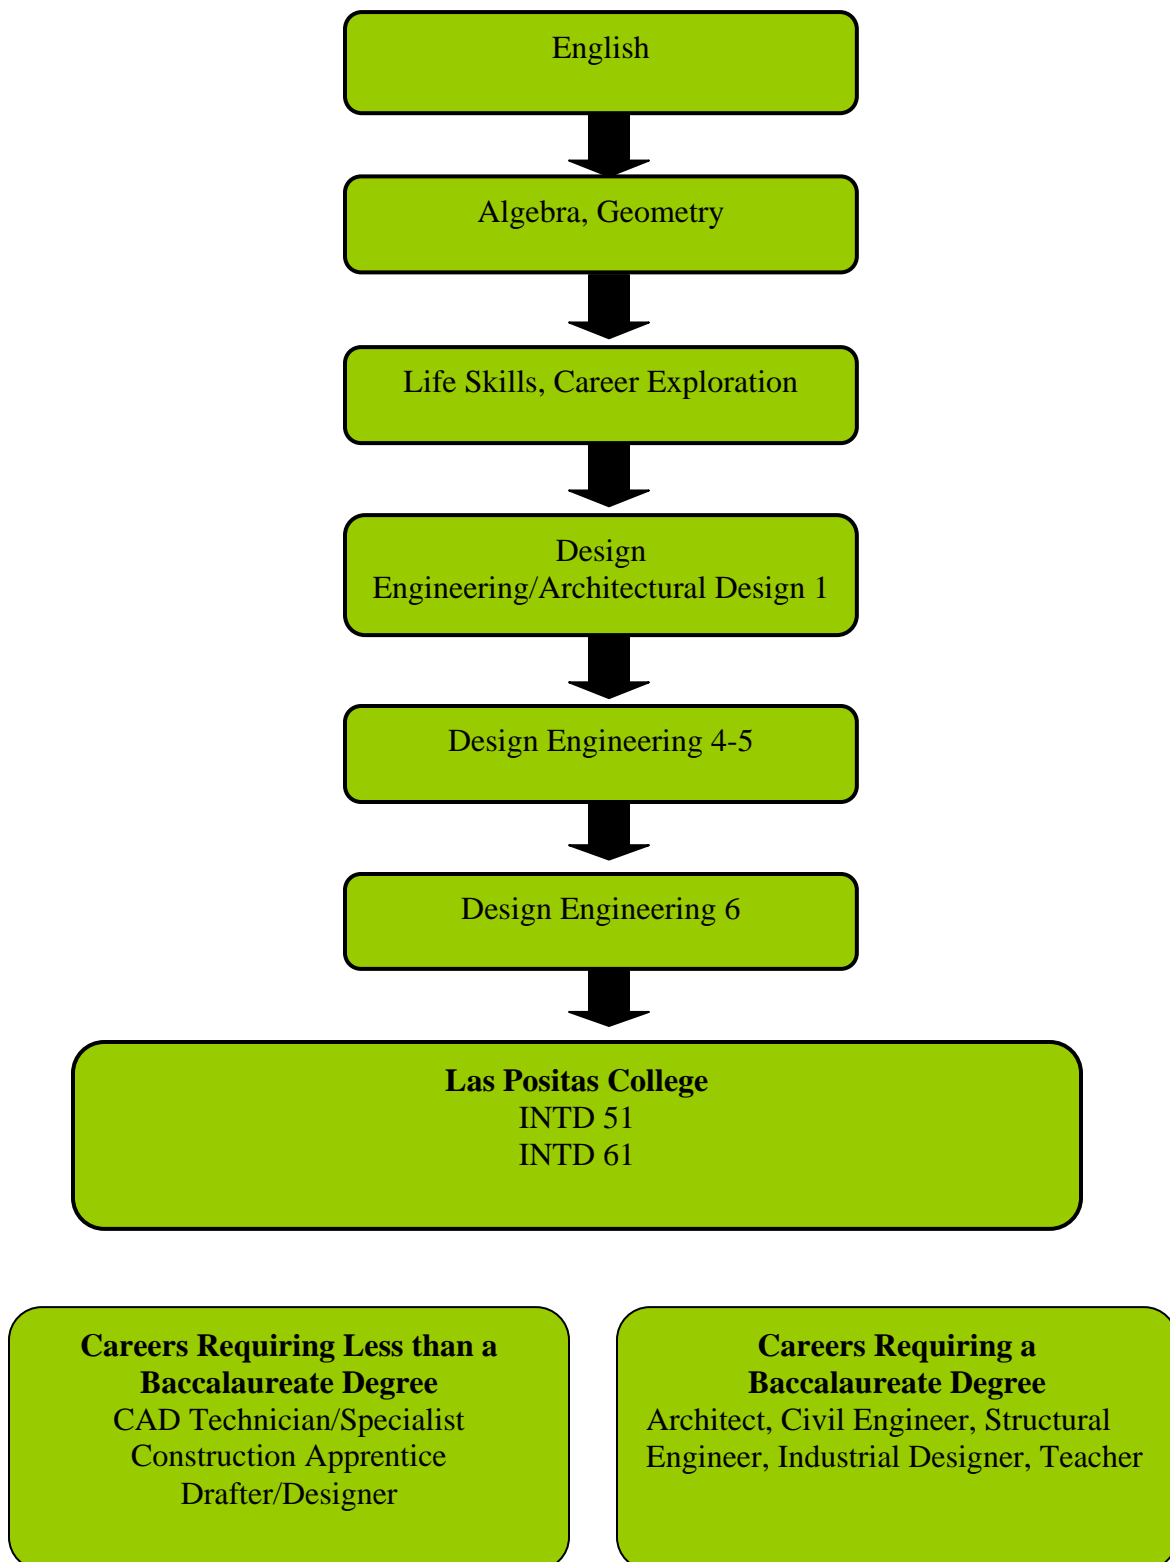 English
Algebra, Geometry
Life Skills, Career Exploration
Design
Engineering/Architectural Design 1
Design Engineering 4-5
Design Engineering 6
Las Positas College
INTD 51
INTD 61
Careers Requiring Less than a
Baccalaureate Degree
CAD Technician/Specialist
Construction Apprentice
Drafter/Designer
Careers Requiring a
Baccalaureate Degree
Architect, Civil Engineer, Structural
Engineer, Industrial Designer, Teacher